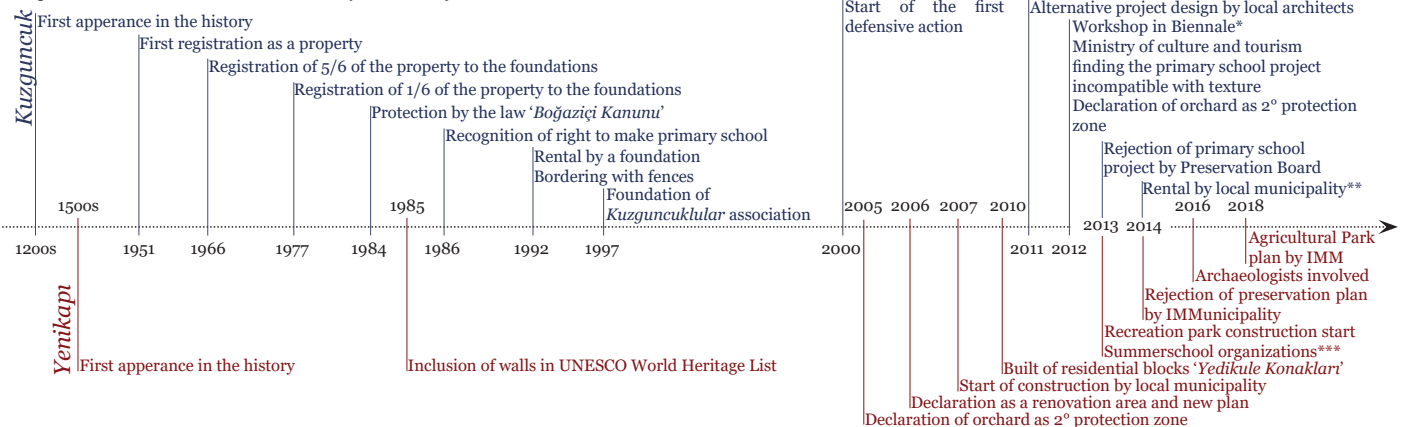 Kuzguncuk
First apperance in the history
First registration as a property
Registration of 5/6 of the property to the foundations
Registration of 1/6 of the property to the foundations
Protection by the law ‘Boğaziçi Kanunu’
Recognition of right to make primary school
Rental by a foundation
Bordering with fences
Foundation of
Kuzguncuklular association
Start of the first
defensive action
Alternative project design by local architects
Workshop in Biennale*
Ministry of culture and tourism
finding the primary school project
incompatible with texture
Declaration of orchard as 2° protection
zone
Rejection of primary school
project by Preservation Board
Rental by local municipality**
1500s
1985
2005
2006
2007
2010
2016
2018
1200s
1951
1966
1977
1984
1986
1992
1997
2000
2011
2012
2013
2014
Yenikapı
First apperance in the history
Inclusion of walls in UNESCO World Heritage List
Agricultural Park
plan by IMM
Archaeologists involved
Rejection of preservation plan
by IMMunicipality
Recreation park construction start
Summerschool organizations***
Built of residential blocks ‘Yedikule Konakları’
Start of construction by local municipality
Declaration as a renovation area and new plan
Declaration of orchard as 2° protection zone